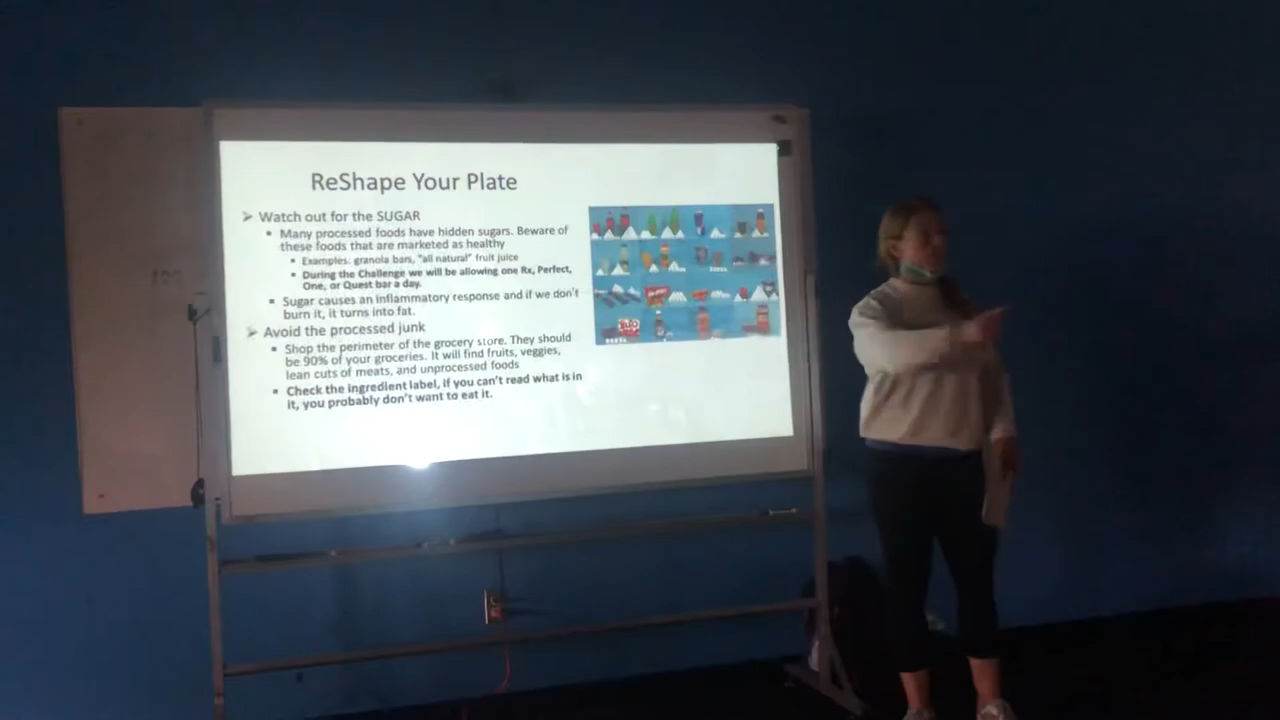 ReShape Your Plate
➢ Watch out for the SUGAR
▪ Many processed foods have hidden sugars. Beware of
these foods that are marketed as healthy
▪ Examples: granola bars, "all natural" fruit juice
▪ During the Challenge we will be allowing one Rx, Perfect,
One, or Quest bar a day.
▪ Sugar causes an inflammatory response and if we don't
burn it, it turns into fat.
➢ Avoid the processed junk
▪ Shop the perimeter of the grocery store. They should
be 90% of your groceries. It will find fruits, veggies,
lean cuts of meats, and unprocessed foods
▪ Check the ingredient label, if you can't read what is in
it, you probably don't want to eat it.